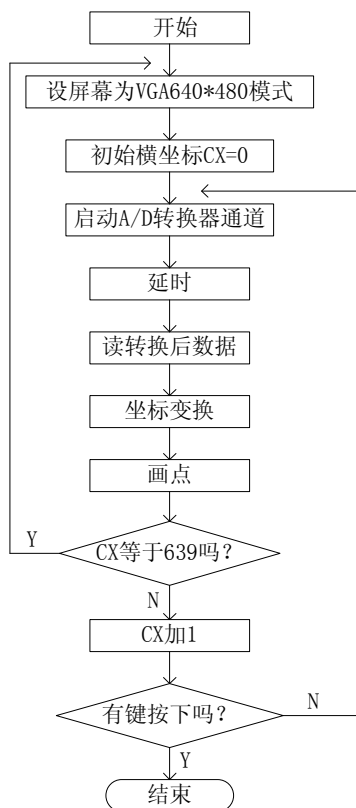 开始
设屏幕为VGA640*480模式
初始横坐标CX=0
启动A/D转换器通道
延时
读转换后数据
坐标变换
画点
Y
CX等于639吗?
N
CX加1
有键按下吗?
N
Y
结束